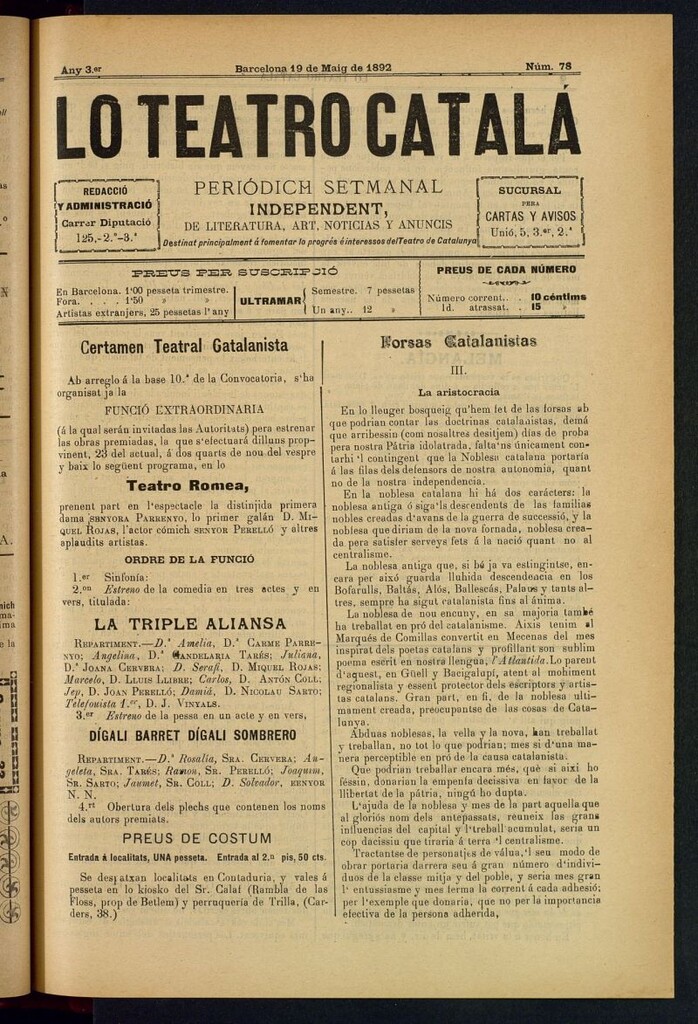 Any 3.er
Barcelona 19 de Maig de 1892
Núm. 78
LO TEATRO CATALÁ
REDACCIÓ
Y ADMINISTRACIÓ
Carrer Diputació
125,-2.º-3.ª
PERIÓDICH SETMANAL
INDEPENDENT,
DE LITERATURA, ART, NOTICIAS Y ANUNCIS
Destinat principalment á fomentar lo progrés é interessos del Teatro de Catalunya
SUCURSAL
PERA
CARTAS Y AVISOS
Unió, 5, 3.er, 2.ª
PREUS PER SUSCRIPCIÓ
En Barcelona. 1'00 pesseta trimestre.
Fora. . . . 1'50 » »
Artistas extranjers, 25 pessetas l'any
ULTRAMAR
Semestre. 7 pessetas
Un any.. 12 »
PREUS DE CADA NÚMERO
Número corrent.. . 10 céntims
Id. atrassat. . 15 »
Certamen Teatral Catalanista
Ab arreglo á la base 10.ª de la Convocatoria, s'ha
organisat ja la
FUNCIÓ EXTRAORDINARIA
(á la qual serán invitadas las Autoritats) pera estrenar
las obras premiadas, la que s'efectuará dilluns prop-
vinent, 23 del actual, á dos quarts de nou del vespre
y baix lo següent programa, en lo
Teatro Romea,
prenent part en l'espectacle la distinjida primera
dama SENYORA PARRENYO, lo primer galán D. MI-
QUEL ROJAS, l'actor cómich SENYOR PERELLÓ y altres
aplaudits artistas.
ORDRE DE LA FUNCIÓ
1.er Sinfonía:
2.on Estreno de la comedia en tres actes y en
vers, titulada:
LA TRIPLE ALIANSA
REPARTIMENT.—D.ª Amelia, D.ª CARME PARRE-
NYO; Angelina, D.ª CANDELARIA TARÉS; Juliana,
D.ª JOANA CERVERA; D. Serafí, D. MIQUEL ROJAS;
Marcelo, D. LLUIS LLIBRE; Carlos, D. ANTÓN COLL;
Jep, D. JOAN PERELLÓ; Damiá, D. NICOLAU SARTO;
Telefonista 1.er, D. J. VINYALS.
3.er Estreno de la pessa en un acte y en vers,
DÍGALI BARRET DÍGALI SOMBRERO
REPARTIMENT.—D.ª Rosalía, SRA. CERVERA; An-
geleta, SRA. TARÉS; Ramon, SR. PERELLÓ; Joaquim,
SR. SARTO; Jaumet, SR. COLL; D. Soleador, SENYOR
N. N.
4.rt Obertura dels plechs que contenen los noms
dels autors premiats.
PREUS DE COSTUM
Entrada á localitats, UNA pesseta. Entrada al 2.n pis, 50 cts.
Se despatxan localitats en Contaduria, y vales á
pesseta en lo kiosko del Sr. Calaf (Rambla de las
Floss, prop de Betlem) y perruqueria de Trilla, (Car-
ders, 38.)
Forsas Catalanistas
III.
La aristocracia
En lo lleuger bosqueig qu'hem fet de las forsas ab
que podrian contar las doctrinas catalanistas, demá
que arribessin (com nosaltres desitjem) dias de proba
pera nostra Pátria idolatrada, falta'ns únicament con-
tarhi 'l contingent que la Noblesa catalana portaria
á las filas dels defensors de nostra autonomia, quant
no de la nostra independencia.
En la noblesa catalana hi há dos carácters: la
noblesa antiga ó siga'ls descendents de las familias
nobles creadas d'avans de la guerra de successió, y la
noblesa que diriam de la nova fornada, noblesa crea-
da pera satisfer serveys fets á la nació quant no al
centralisme.
La noblesa antiga que, si bé ja va estingintse, en-
cara per aixó guarda lluhida descendencia en los
Bofarulls, Baltás, Alós, Ballescás, Palaus y tants al-
tres, sempre ha sigut catalanista fins al ánima.
La noblesa de nou encuny, en sa majoria també
ha treballat en pró del catalanisme. Aixís tenim al
Marqués de Comillas convertit en Mecenas del mes
inspirat dels poetas catalans y profillant son sublim
poema escrit en nostra llengua, l'Atlantida. Lo parent
d'aquest, en Güell y Bacigalupi, atent al mohiment
regionalista y essent protector dels escriptors y artis-
tas catalans. Gran part, en fi, de la noblesa últi-
mament creada, preocupantse de las cosas de Cata-
lunya.
Abduas noblesas, la vella y la nova, han treballat
y treballan, no tot lo que podrian; mes si d'una ma-
nera perceptible en pró de la causa catalanista.
Que podrian treballar encara més, qué si aixi ho
fessin, donarian la empenta decissiva en favor de la
llibertat de la pátria, ningú ho dupta.
L'ajuda de la noblesa y mes de la part aquella que
al gloriós nom dels antepassats, reuneix las grans
influencias del capital y l'treball acumulat, seria un
cop dacissiu que tiraria á terra 'l centralisme.
Tractantse de personatjes de válua, 'l seu modo de
obrar portaria darrera seu á gran número d'indivi-
duos de la classe mitja y del poble, y seria mes gran
l' entussiasme y mes ferma la corrent á cada adhesió;
per l'exemple que donaria, que no per la importancia
efectiva de la persona adherida,